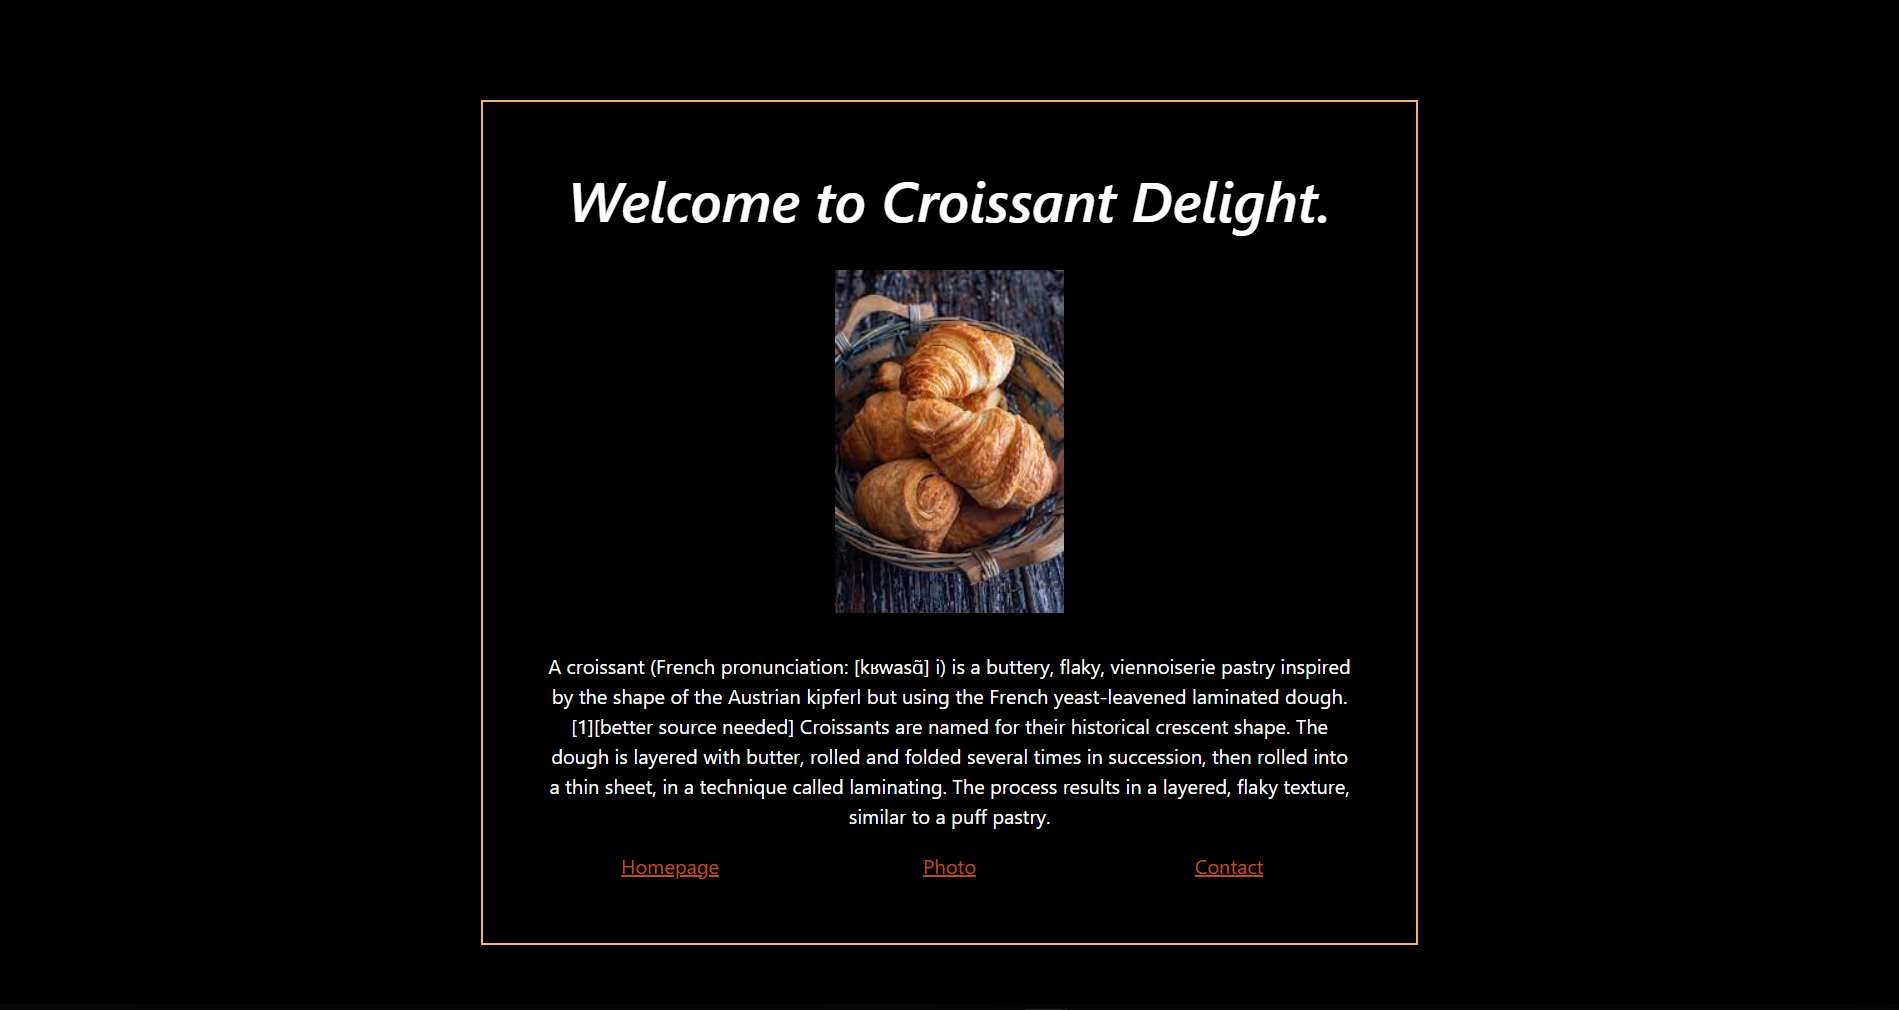 Welcome to Croissant Delight.
A croissant (French pronunciation: [kʁwasɑ̃] i) is a buttery, flaky, viennoiserie pastry inspired
by the shape of the Austrian kipferl but using the French yeast-leavened laminated dough.
[1][better source needed] Croissants are named for their historical crescent shape. The
dough is layered with butter, rolled and folded several times in succession, then rolled into
a thin sheet, in a technique called laminating. The process results in a layered, flaky texture,
similar to a puff pastry.
Homepage Photo Contact